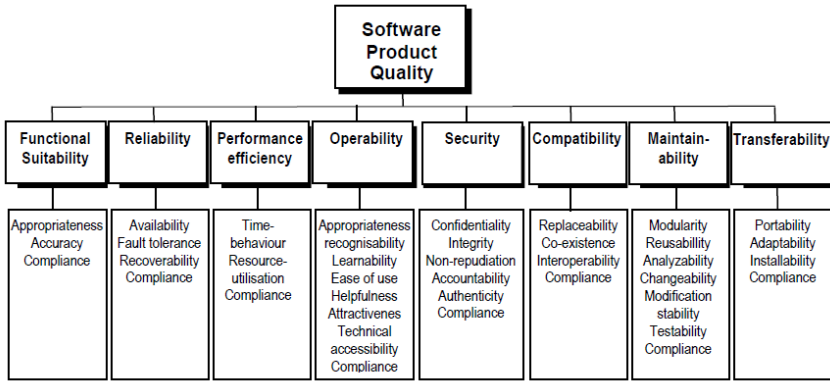 Software
Product
Quality
Functional
Suitability
Reliability
Performance
efficiency
Operability
Security
Compatibility
Maintain-
ability
Transferability
Appropriateness
Accuracy
Compliance
Availability
Fault tolerance
Recoverability
Compliance
Time-
behaviour
Resource-
utilisation
Compliance
Appropriateness
recognisability
Learnability
Ease of use
Helpfulness
Attractivenes
Technical
accessibility
Compliance
Confidentiality
Integrity
Non-repudiation
Accountability
Authenticity
Compliance
Replaceability
Co-existence
Interoperability
Compliance
Modularity
Reusabillity
Analyzability
Changeability
Modification
stability
Testability
Compliance
Portability
Adaptability
Installability
Compliance